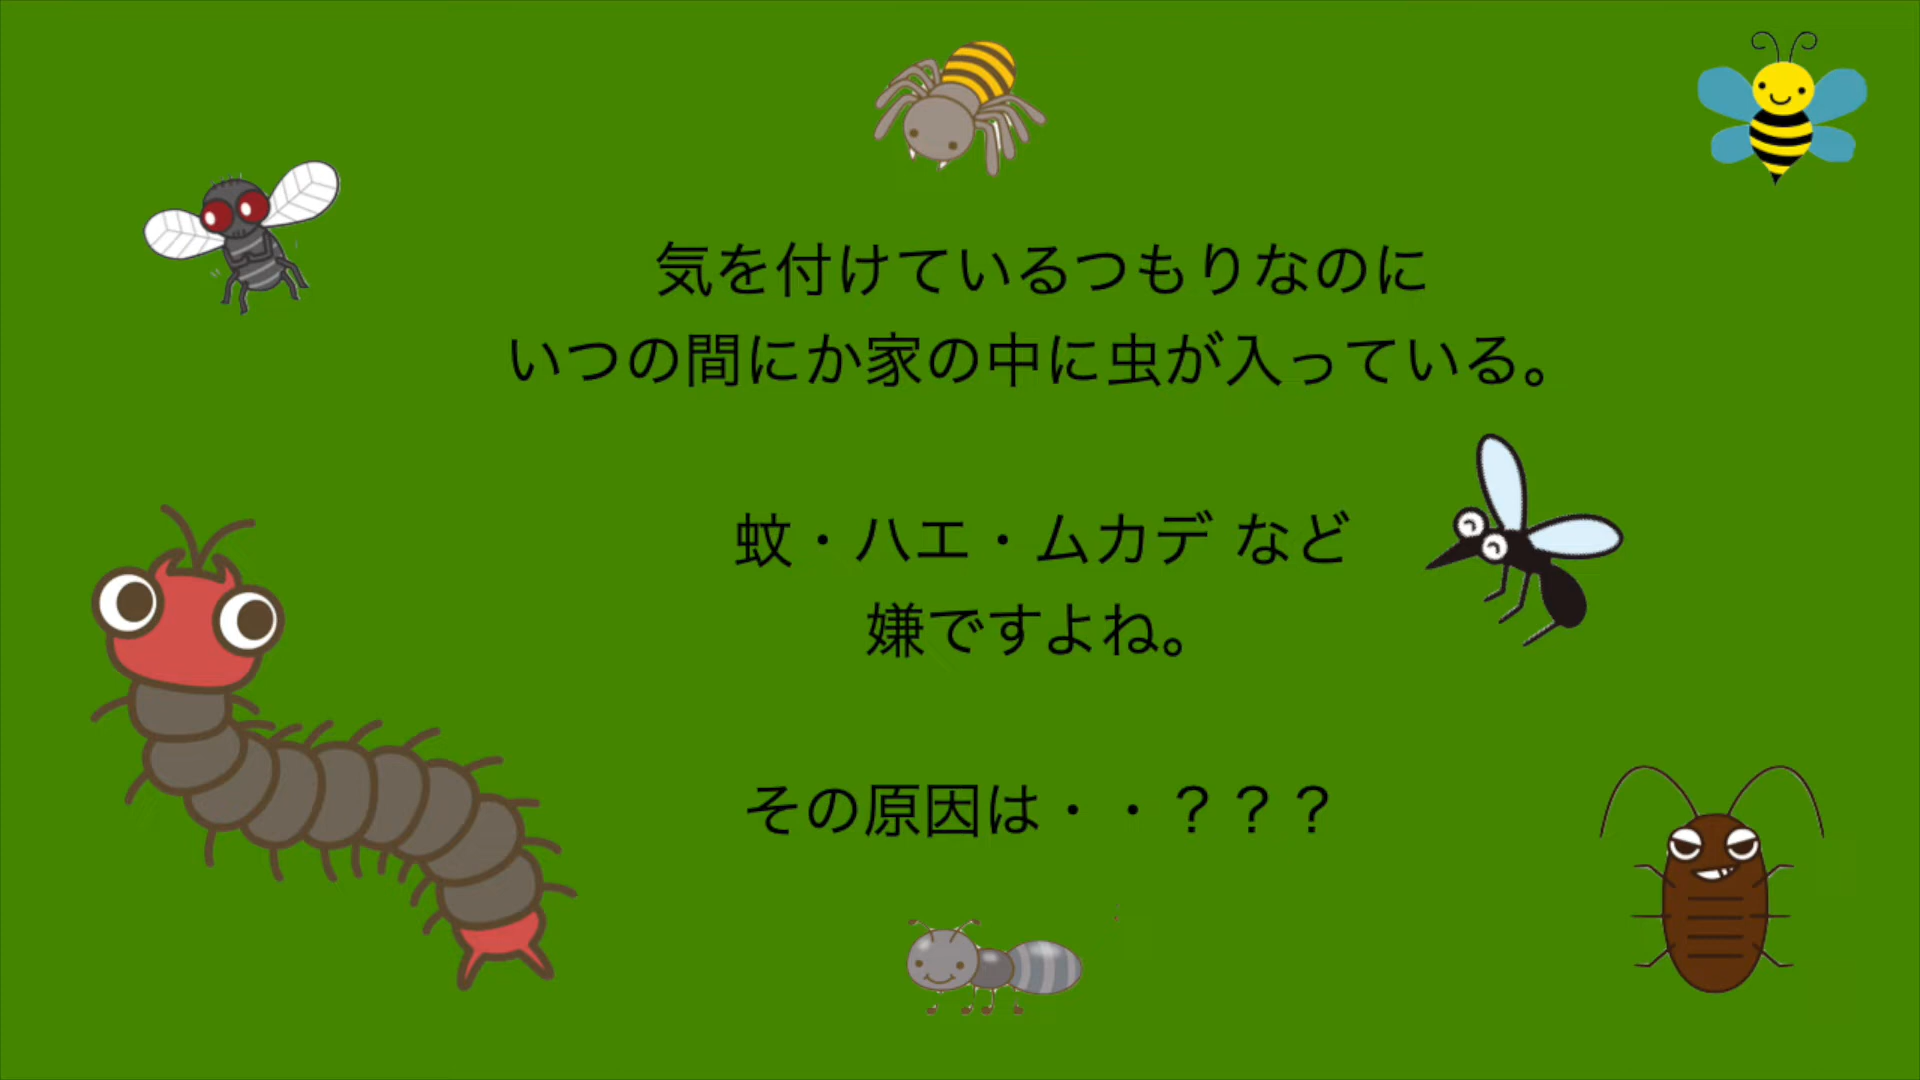 気を付けているつもりなのに
いつの間にか家の中に虫が入っている。
蚊・ハエ・ムカデ など
嫌ですよね。
その原因は・・？？？